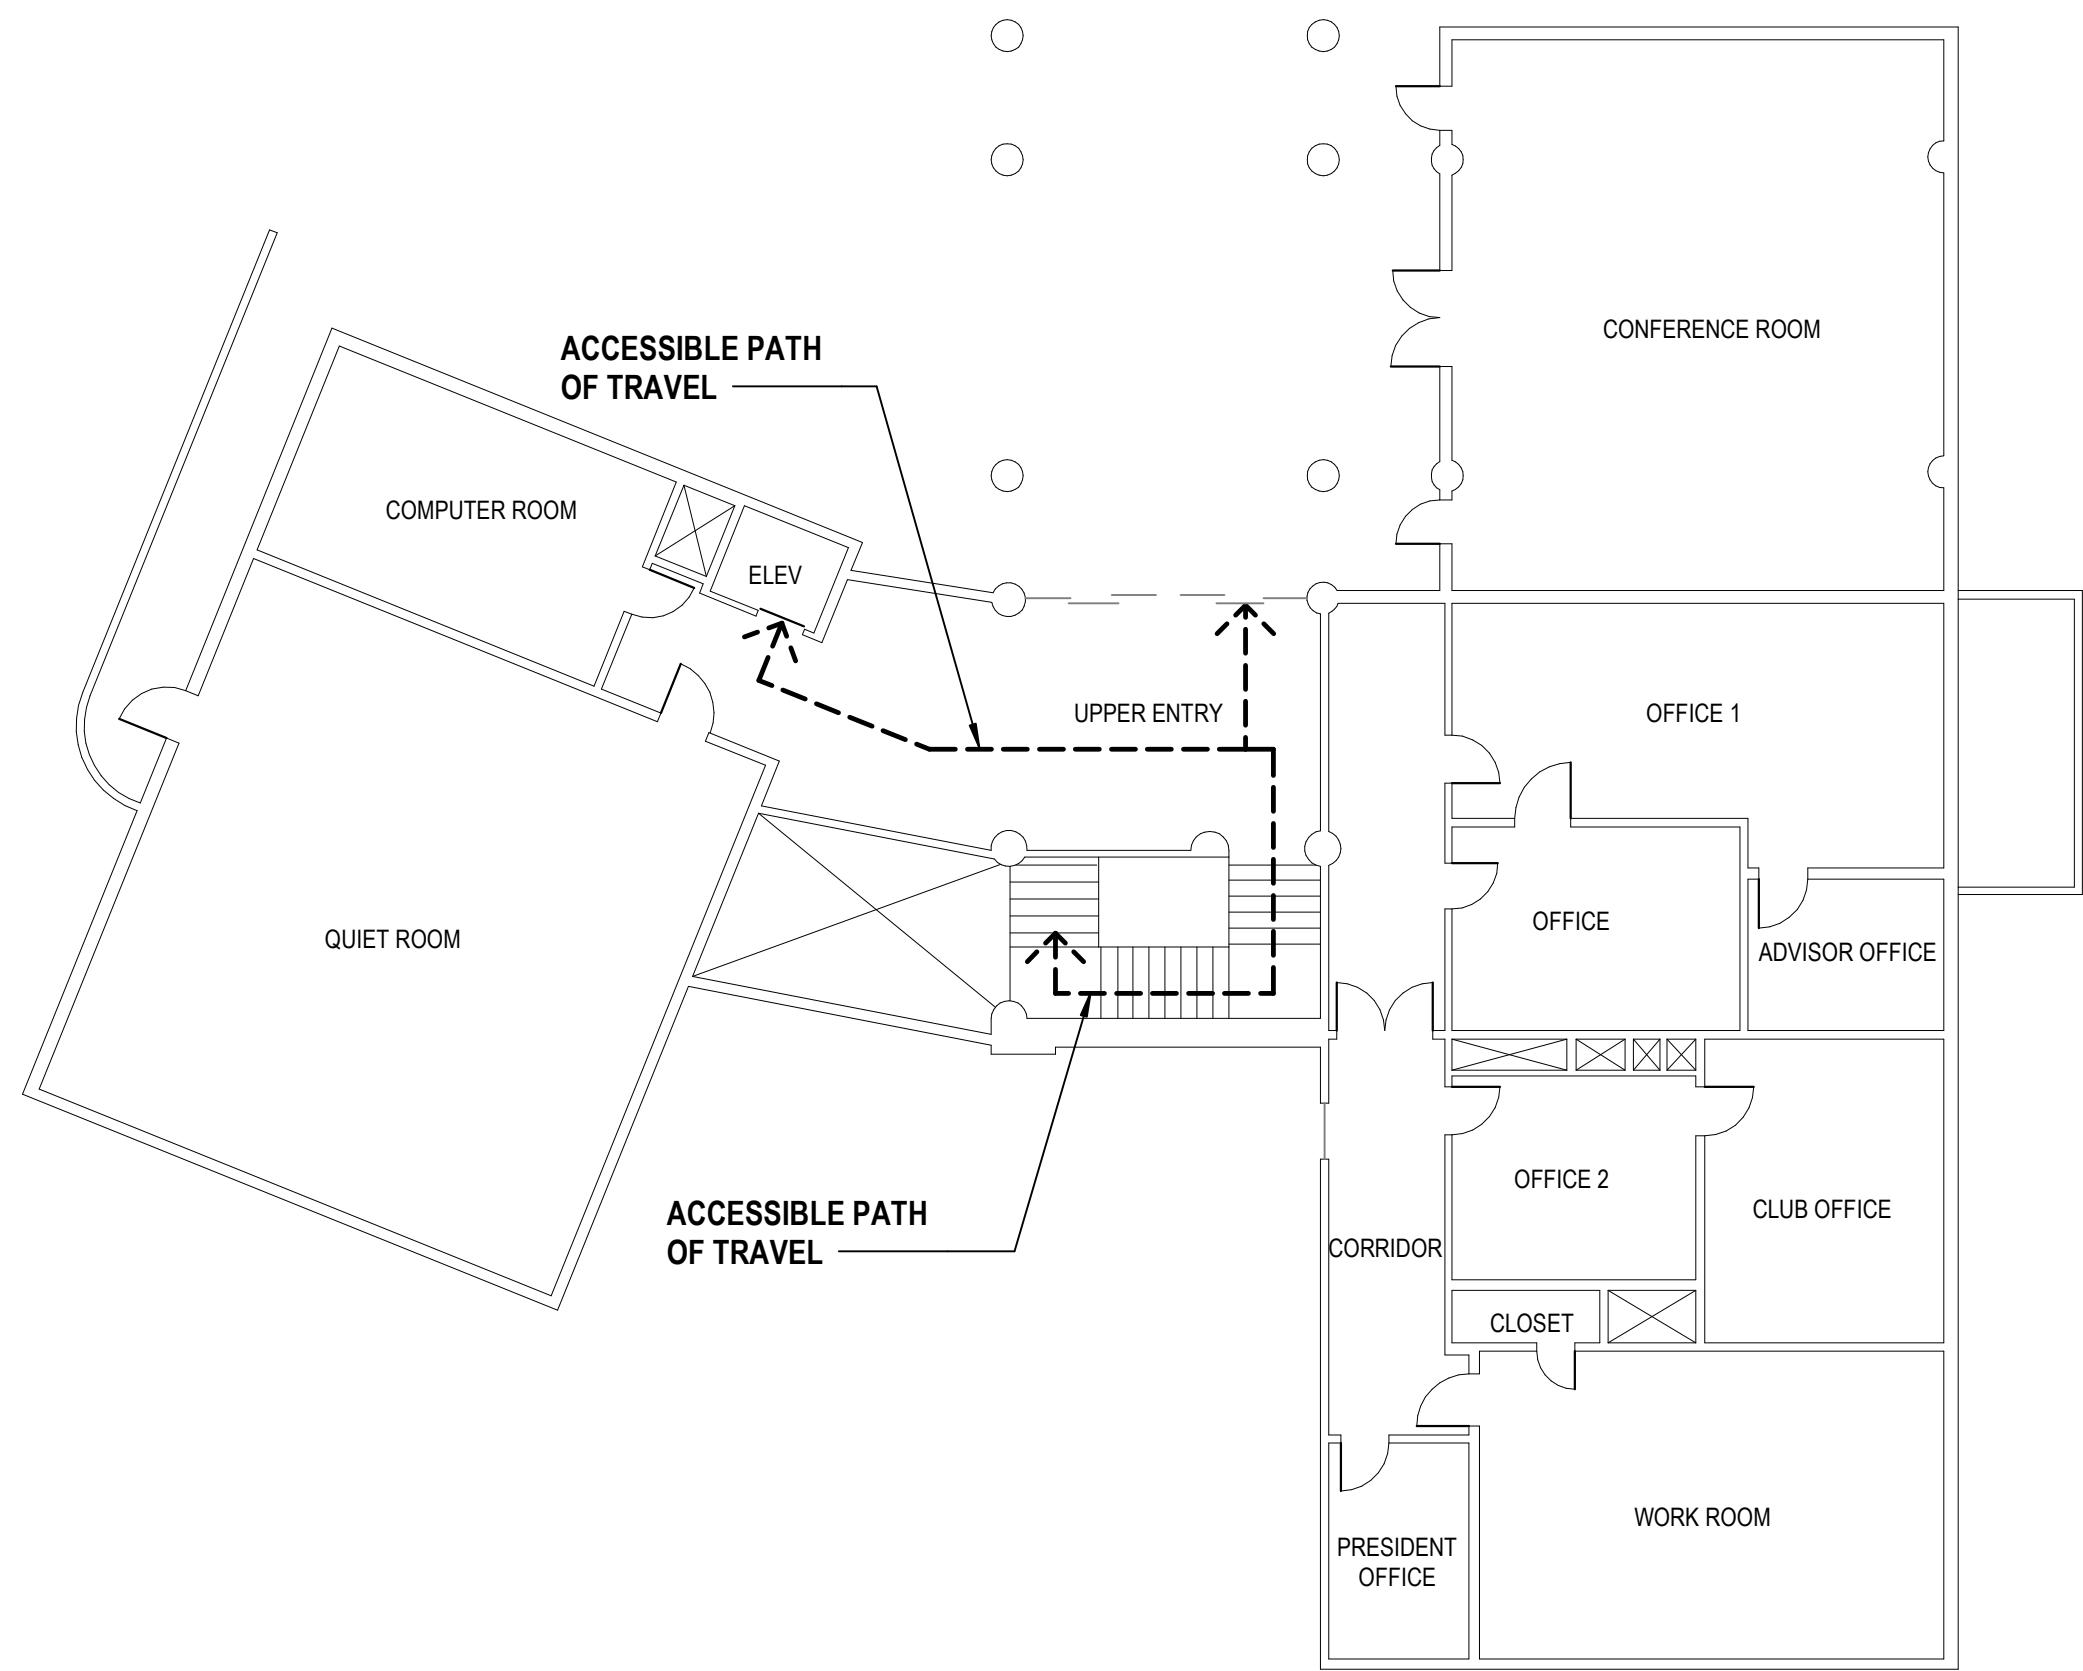 CONFERENCE ROOM
ACCESSIBLE PATH
OF TRAVEL
COMPUTER ROOM
ELEV
UPPER ENTRY
OFFICE 1
QUIET ROOM
OFFICE
ADVISOR OFFICE
OFFICE 2
CLUB OFFICE
ACCESSIBLE PATH
OF TRAVEL
CORRIDOR
CLOSET
WORK ROOM
PRESIDENT
OFFICE